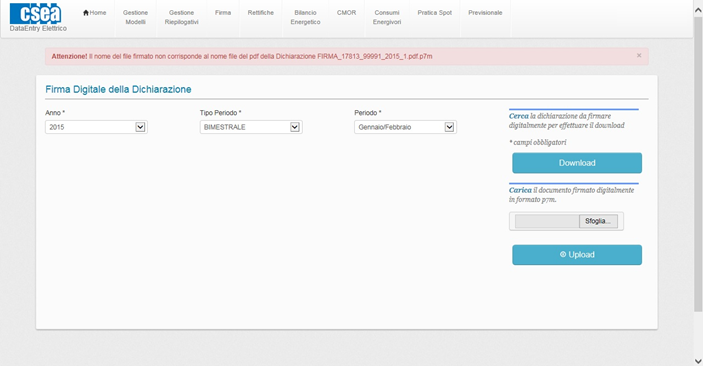 csea
DataEntry Elettrico
Home
Gestione
Modelli
Gestione
Riepilogativi
Firma
Rettifiche
Bilancio
Energetico
CMOR
Consumi
Energivori
Pratica Spot
Previsionale
Attenzione! Il nome del file firmato non corrisponde al nome file del pdf della Dichiarazione FIRMA_17813_99991_2015_1.pdf.p7m
×
Firma Digitale della Dichiarazione
Anno *
Tipo Periodo *
Periodo *
2015
BIMESTRALE
Gennaio/Febbraio
Cerca la dichiarazione da firmare
digitalmente per effettuare il download
* campi obbligatori
Download
Carica il documento firmato digitalmente
in formato p7m.
Sfoglia...
Upload